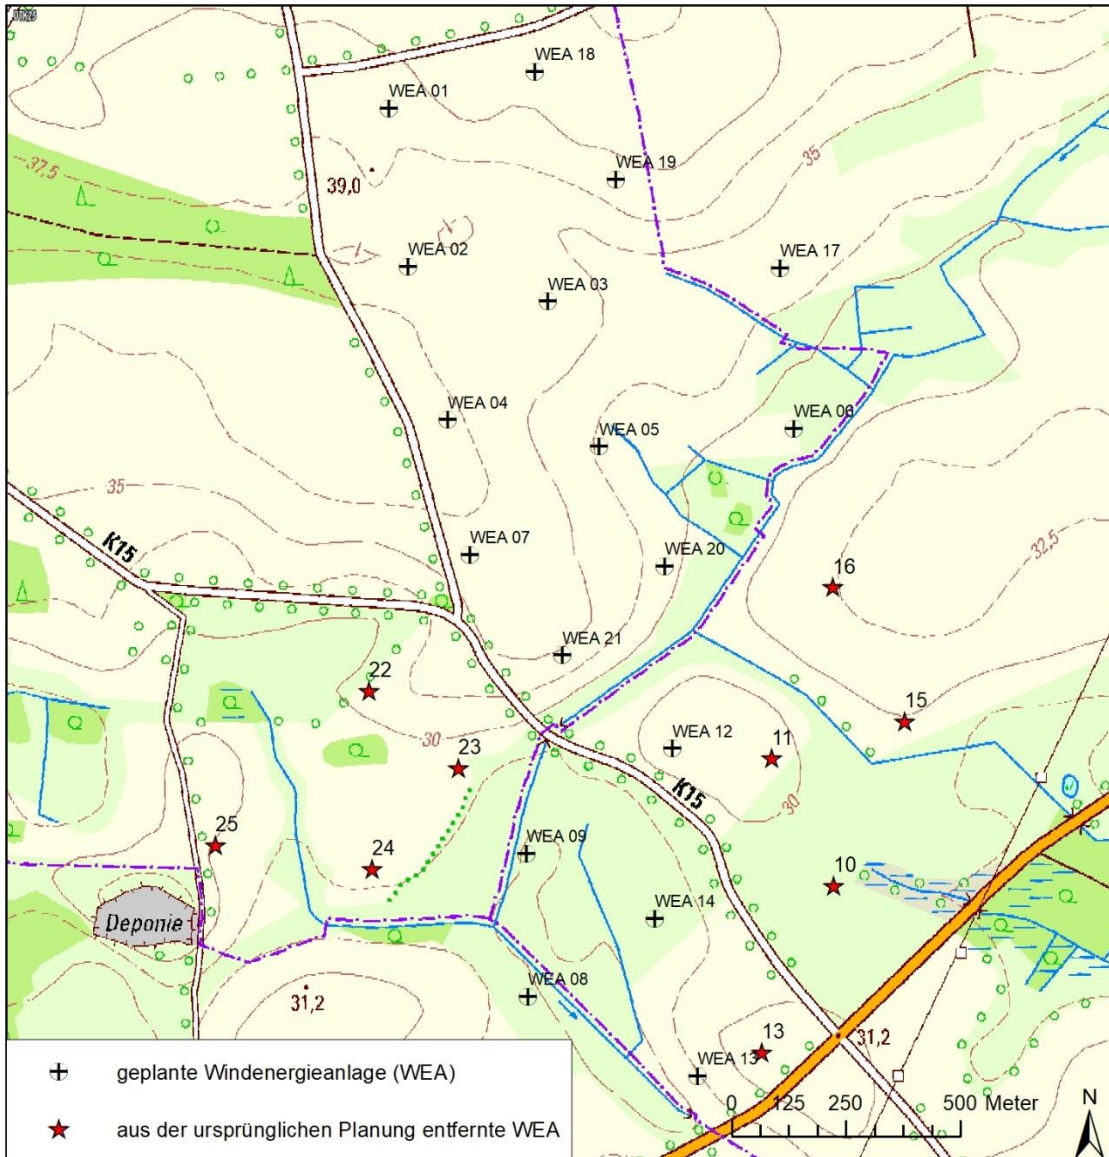 DTK25
WEA 18
WEA 01
WEA 19
35
37,5
39,0
WEA 02
WEA 17
WEA 03
WEA 04
WEA 06
WEA 05
35
K15
32,5
WEA 07
WEA 20
16
WEA 21
22
15
30
23
WEA 12
11
K15
30
25
24
WEA 09
10
Deponie
WEA 14
31,2
WEA 08
13
31,2
WEA 13
0 125 250 500 Meter
N
geplante Windenergieanlage (WEA)
aus der ursprünglichen Planung entfernte WEA